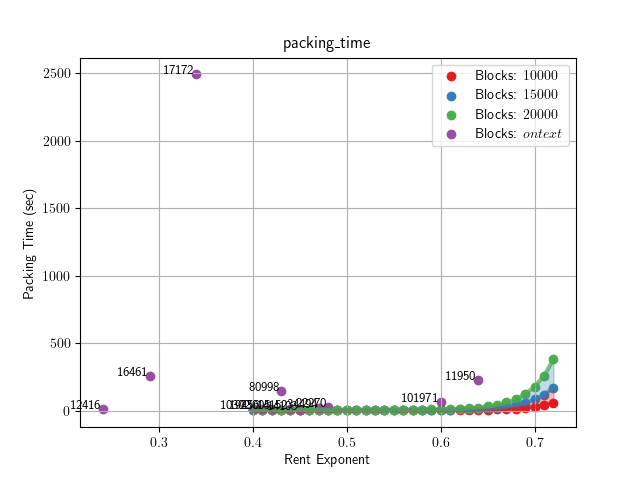 packing_time
2500
2000
1500
1000
500
0
Packing Time (sec)
17172
16461
12416
80998
101971
11950
0.3
0.4
0.5
0.6
0.7
Rent Exponent
Blocks: 10000
Blocks: 15000
Blocks: 20000
Blocks: ontext